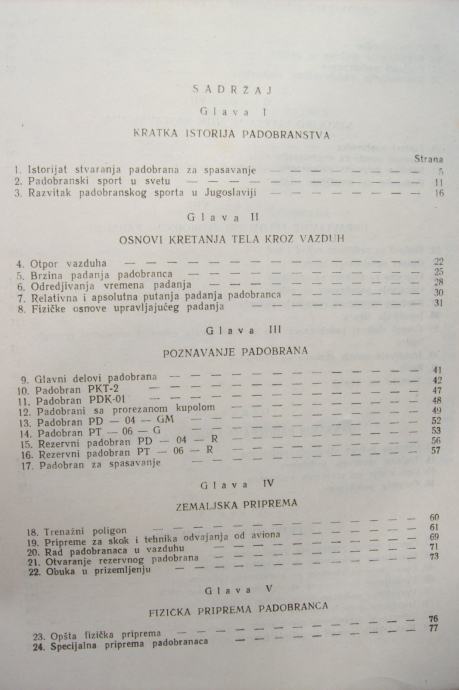 SADRŽAJ
Glava I
KRATKA ISTORIJA PADOBRANSTVA
Strana
1. Istorijat stvaranja padobrana za spasavanje — — — — — — 5
2. Padobranski sport u svetu — — — — — — — — — 11
3. Razvitak padobranskog sporta u Jugoslaviji — — — — — — 16
Glava II
OSNOVI KRETANJA TELA KROZ VAZDUH
4. Otpor vazduha — — — — — — — — — — — — 22
5. Brzina padanja padobranca — — — — — — — — — 25
6. Odredjivanje vremena padanja — — — — — — — — 28
7. Relativna i apsolutna putanja padanja padobranca — — — — 30
8. Fizičke osnove upravljajućeg padanja — — — — — — 31
Glava III
POZNAVANJE PADOBRANA
9. Glavni delovi padobrana — — — — — — — — — 41
10. Padobran PKT-2 — — — — — — — — — — 42
11. Padobran PDK-01 — — — — — — — — — — 47
12. Padobrani sa prorezanom kupolom — — — — — — — 48
13. Padobran PD — 04 — GM — — — — — — — — 49
14. Padobran PT — 06 — G — — — — — — — — 52
15. Rezervni padobran PD — 04 — R — — — — — — 53
16. Rezervni padobran PT — 06 — R — — — — — — 56
17. Padobran za spasavanje — — — — — — — — — 57
Glava IV
ZEMALJSKA PRIPREMA
18. Trenažni poligon — — — — — — — — — — 60
19. Pripreme za skok i tehnika odvajanja od aviona — — — — 61
20. Rad padobranaca u vazduhu — — — — — — — — 69
21. Otvaranje rezervnog padobrana — — — — — — — 71
22. Obuka u prizemljenju — — — — — — — — — 73
Glava V
FIZIČKA PRIPREMA PADOBRANCA
23. Opšta fizička priprema — — — — — — — — — 76
24. Specijalna priprema padobranaca — — — — — — — 77